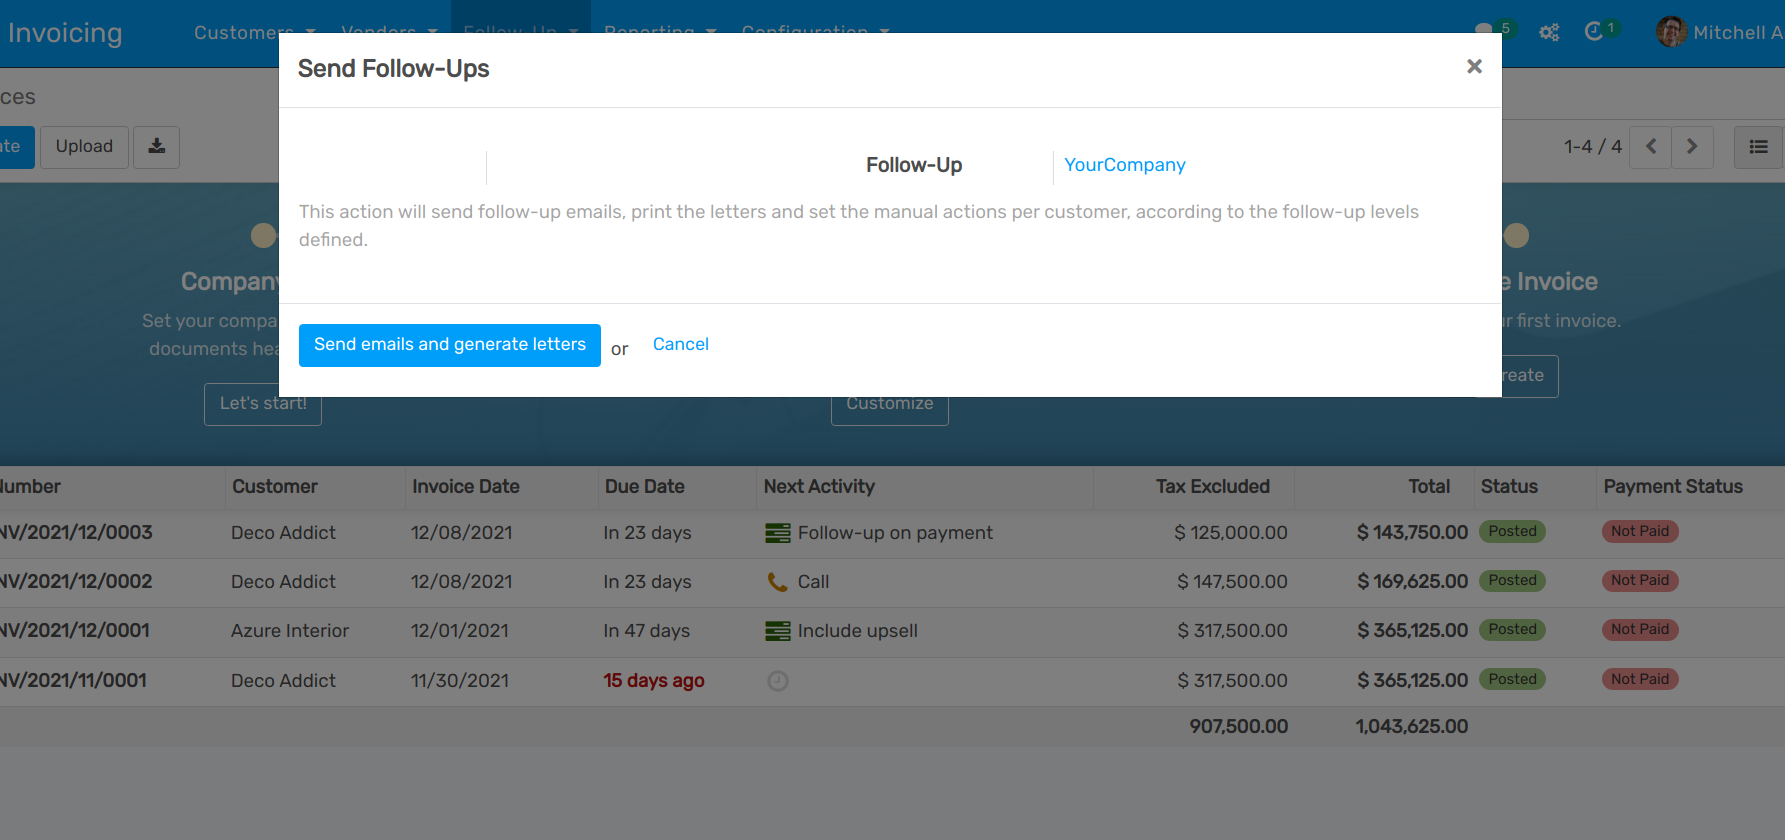 Invoicing Customers Vendors Follow-Up Reporting Configuration 5 1 Mitchell A
Send Follow-Ups
ces
ate Upload 1-4 / 4
Follow-Up YourCompany
This action will send follow-up emails, print the letters and set the manual actions per customer, according to the follow-up levels
defined.
Company e Invoice
Set your compa ur first invoice.
documents hea
Send emails and generate letters or Cancel
reate
Let's start! Customize
Number Customer Invoice Date Due Date Next Activity Tax Excluded Total Status Payment Status
NV/2021/12/0003 Deco Addict 12/08/2021 In 23 days Follow-up on payment $ 125,000.00 $ 143,750.00 Posted Not Paid
NV/2021/12/0002 Deco Addict 12/08/2021 In 23 days Call $ 147,500.00 $ 169,625.00 Posted Not Paid
NV/2021/12/0001 Azure Interior 12/01/2021 In 47 days Include upsell $ 317,500.00 $ 365,125.00 Posted Not Paid
NV/2021/11/0001 Deco Addict 11/30/2021 15 days ago $ 317,500.00 $ 365,125.00 Posted Not Paid
907,500.00 1,043,625.00